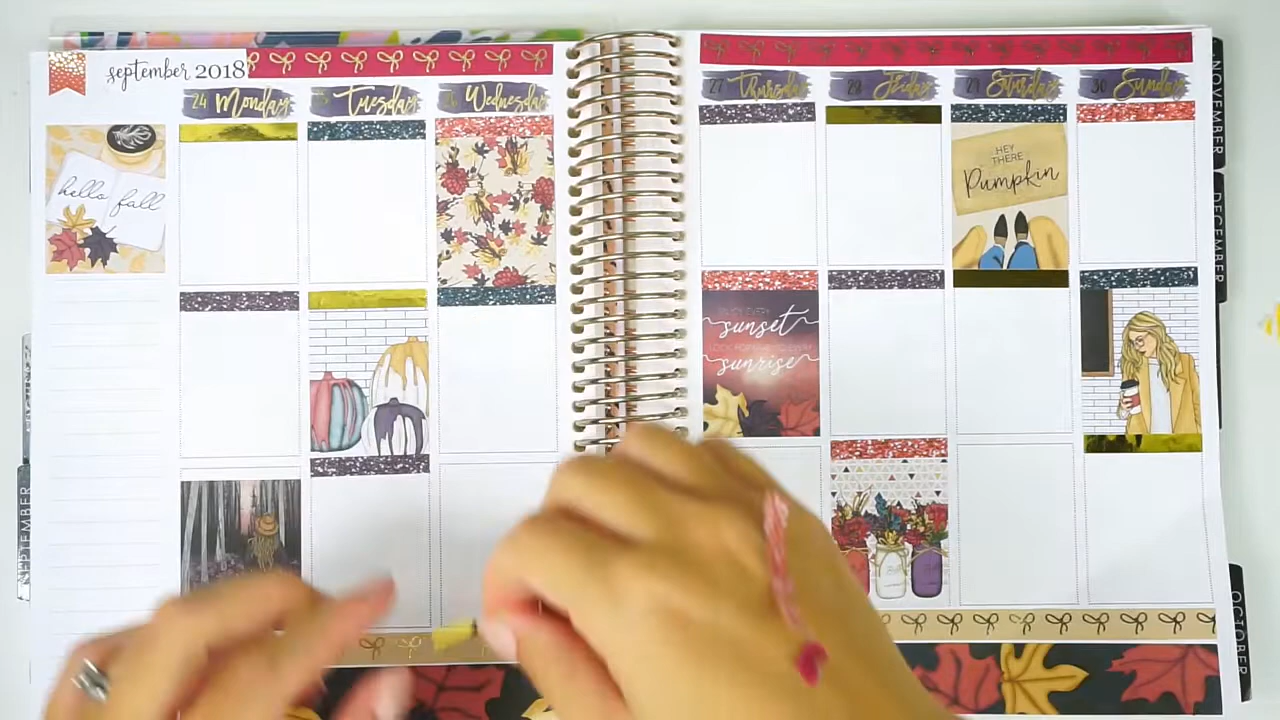 september 2018
24 Monday
Tuesday
Wednesday
27 Thursday
28 Friday
29 Saturday
30 Sunday
hello fall
HEY
THERE
Pumpkin
sunset
sunrise
NOVEMBER
DECEMBER
SEPTEMBER
OCTOBER